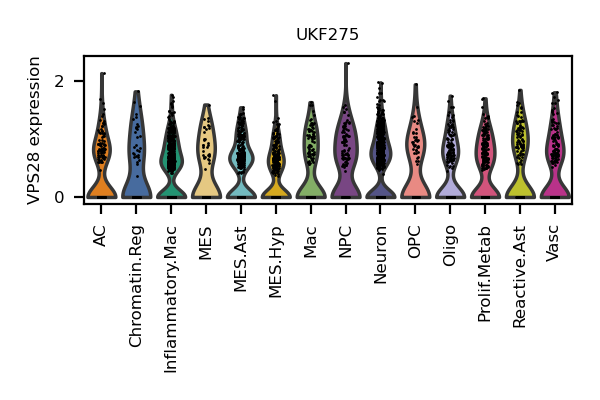 UKF275
VPS28 expression
2
0
AC
Chromatin.Reg
Inflammatory.Mac
MES
MES.Ast
MES.Hyp
Mac
NPC
Neuron
OPC
Oligo
Prolif.Metab
Reactive.Ast
Vasc